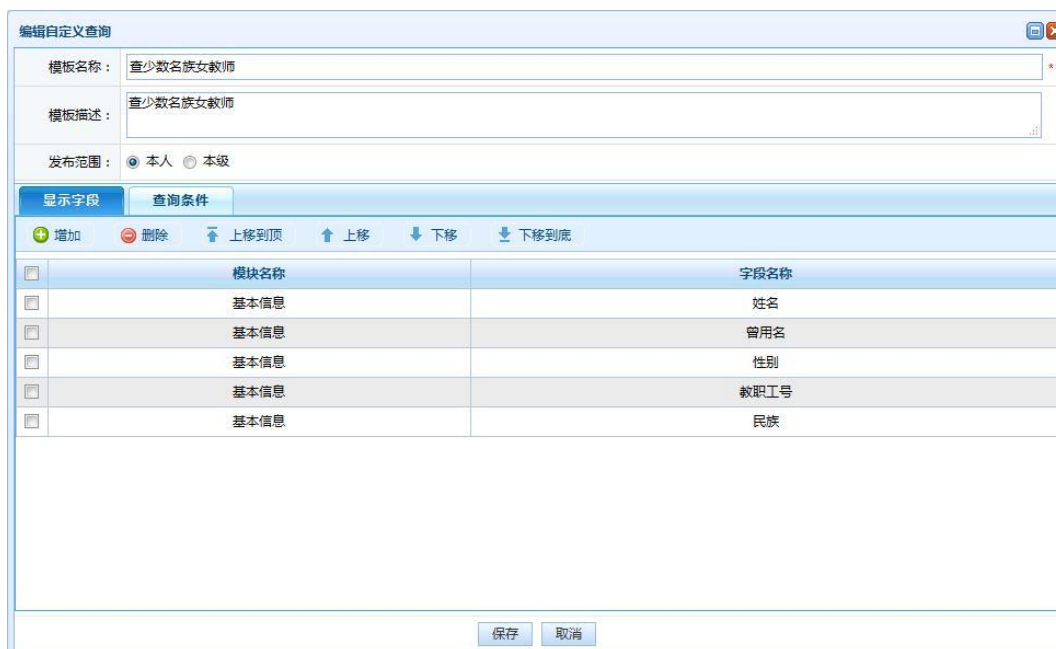 编辑自定义查询
模板名称： 查少数名族女教师 *
模板描述： 查少数名族女教师
发布范围： 本人 本级
显示字段 查询条件
增加 删除 上移到顶 上移 下移 下移到底
模块名称 字段名称
基本信息 姓名
基本信息 曾用名
基本信息 性别
基本信息 教职工号
基本信息 民族
保存 取消